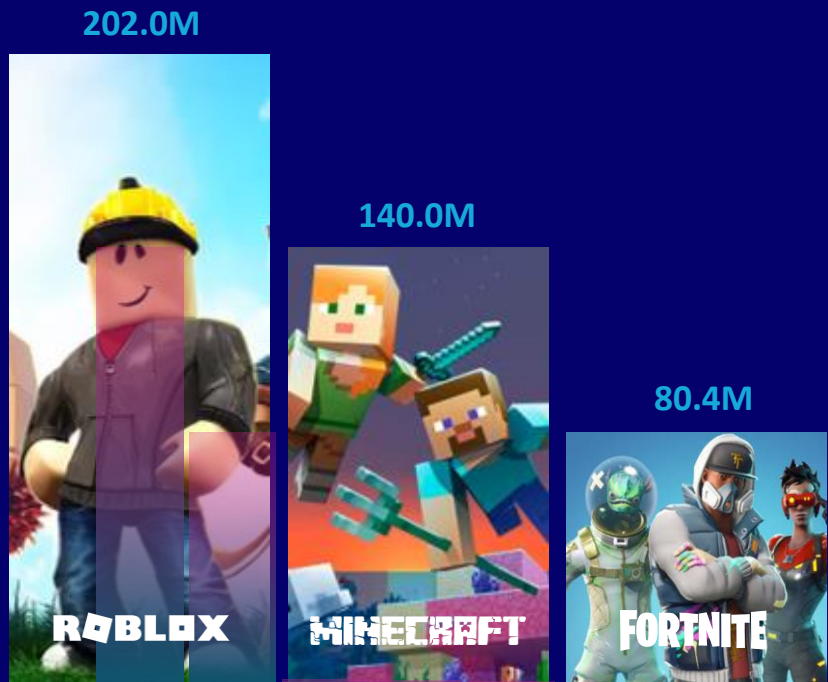 202.0M
140.0M
80.4M
ROBLOX
MINECRAFT
FORTNITE